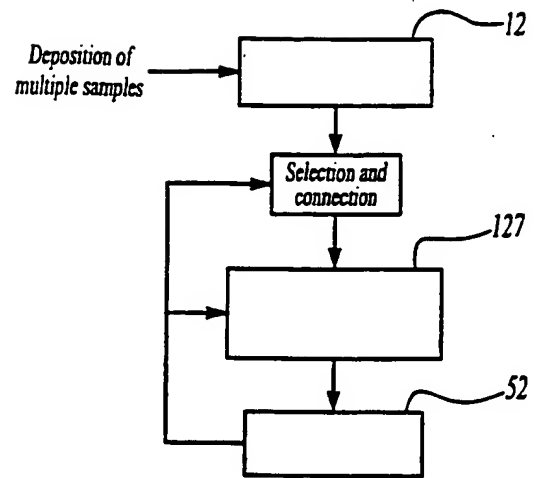 12
Deposition of
multiple samples
Selection and
connection
127
52